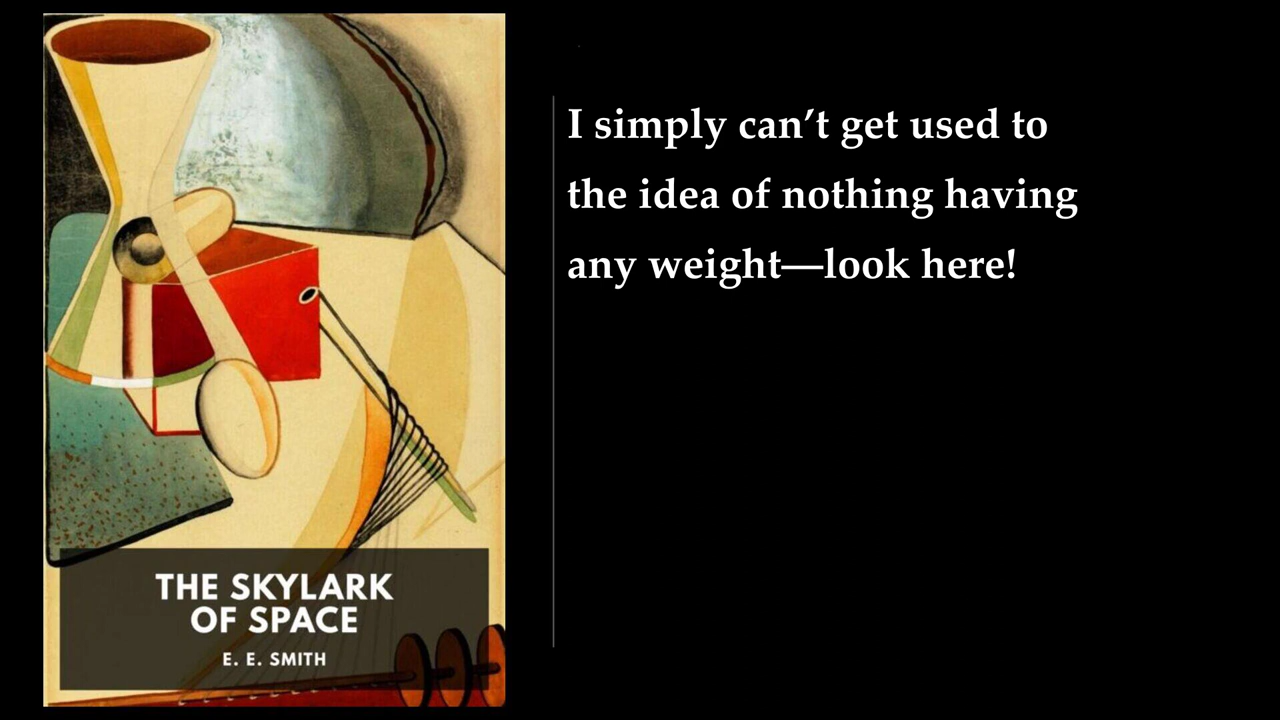 I simply can’t get used to
the idea of nothing having
any weight—look here!
THE SKYLARK
OF SPACE
E. E. SMITH